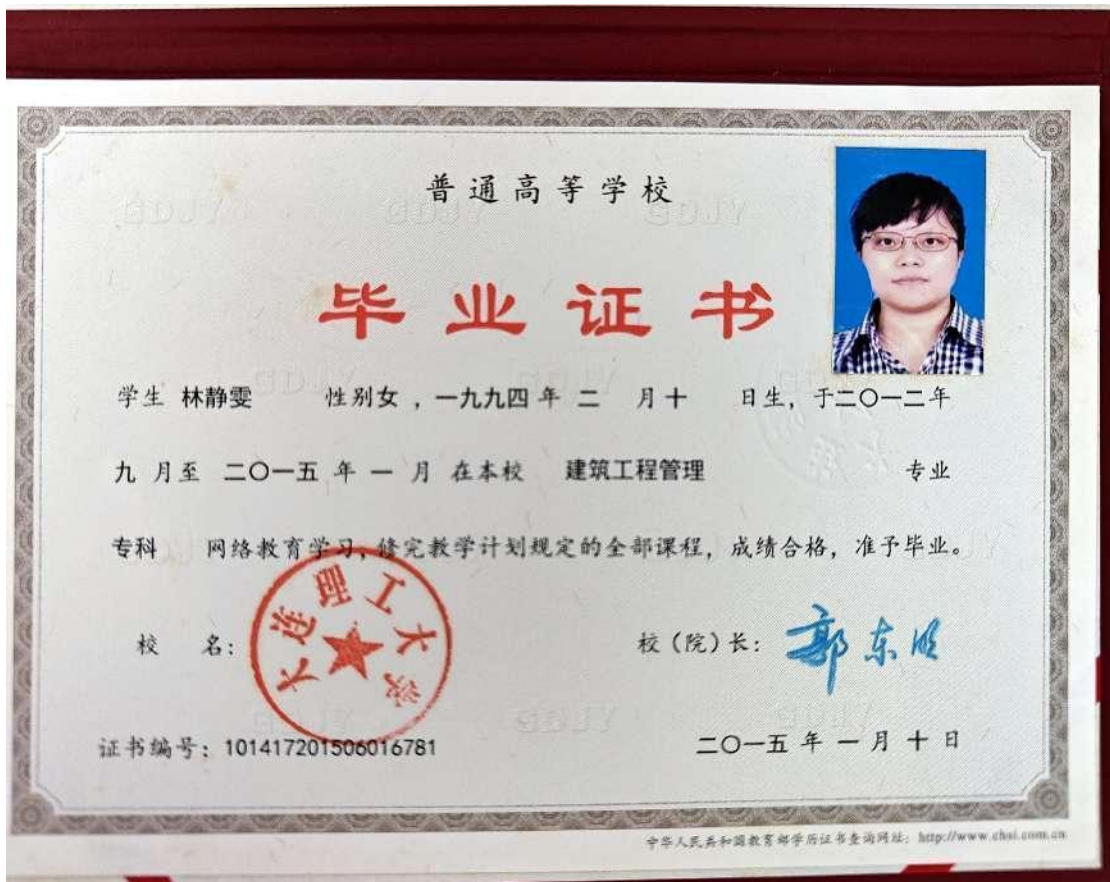 普通高等学校
毕业证书
学生 林静雯 性别女 ，一九九四 年 二 月十 日生，于二〇一二年
九 月至 二〇一五 年 一 月 在本校 建筑工程管理 专业
专科 网络教育学习，修完教学计划规定的全部课程，成绩合格，准予毕业。
校 名：
大连理工大学
校（院）长：郭东明
证书编号：101417201506016781
二〇一五 年 一 月 十 日
中华人民共和国教育部学历证书查询网址：http://www.chsi.com.cn